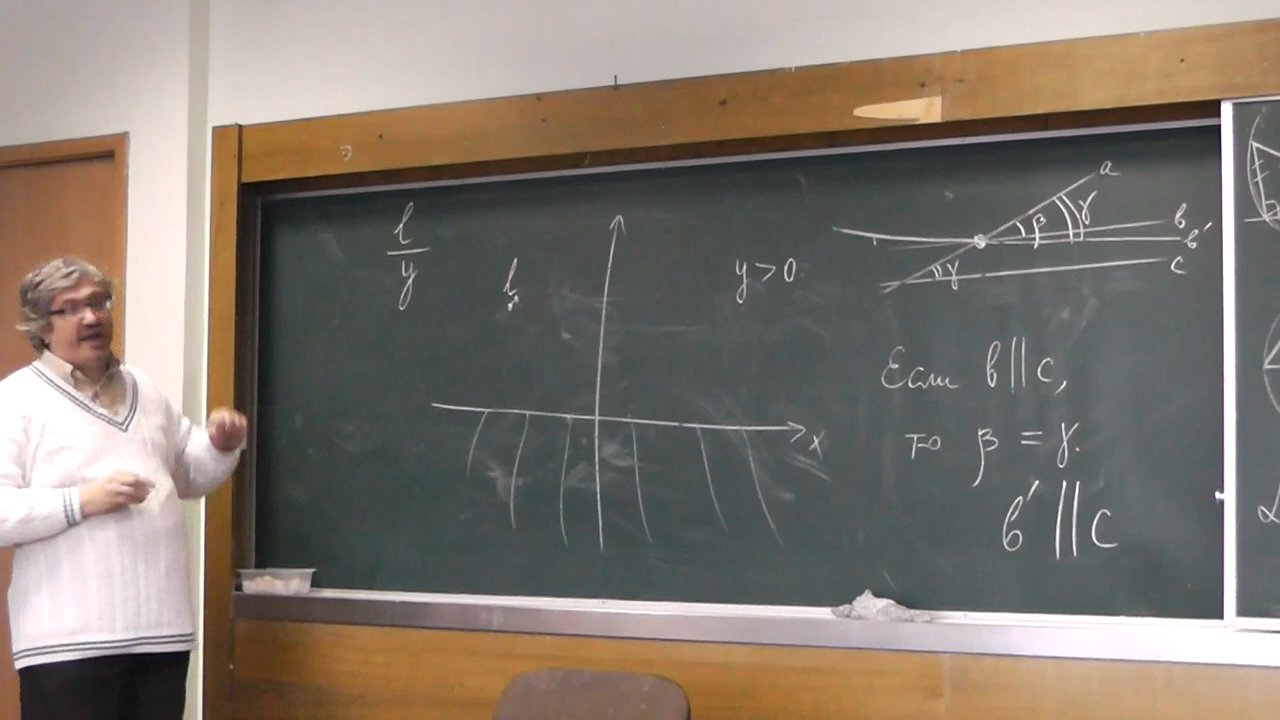 l
y
l
y > 0
x
a
b
b'
c
β
γ
γ
Если b || c,
то β = γ.
b' || c